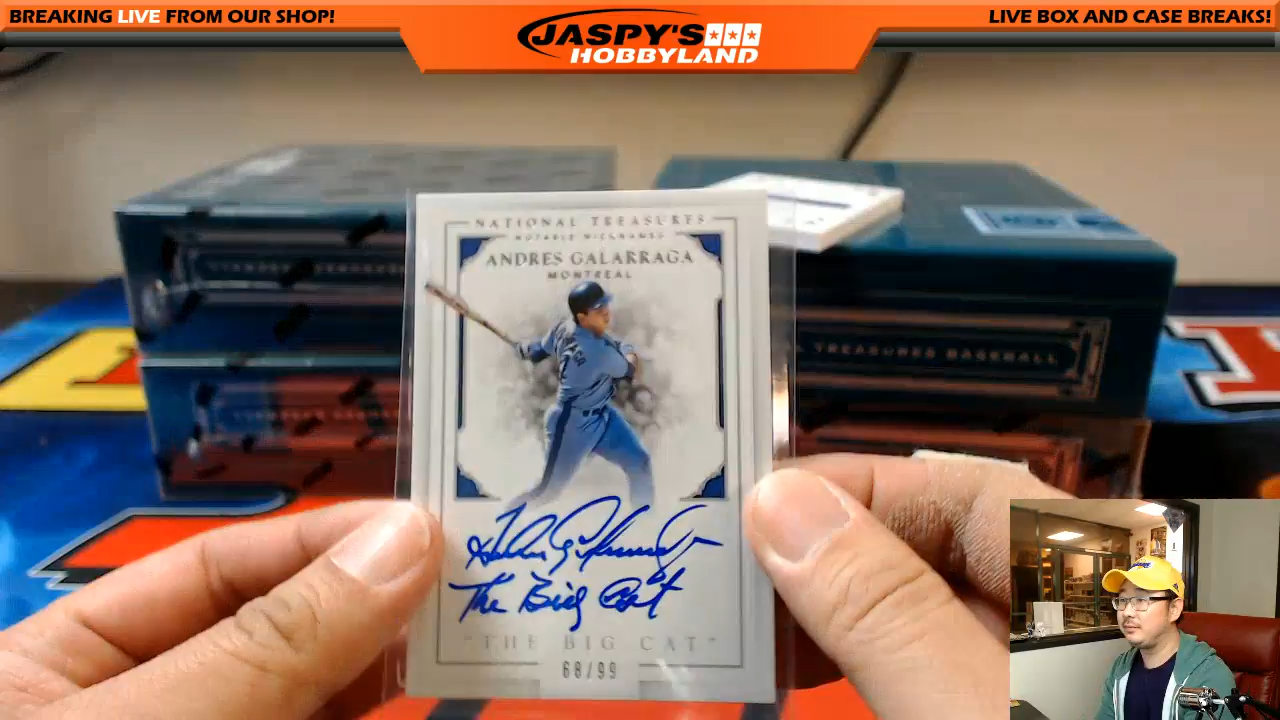 BREAKING LIVE FROM OUR SHOP!
JASPY'S
HOBBYLAND
LIVE BOX AND CASE BREAKS!
NATIONAL TREASURES
NOTABLE NICKNAMES
ANDRES GALARRAGA
MONTREAL
The Big Cat
"THE BIG CAT"
68/99
TREASURES BASEBALL